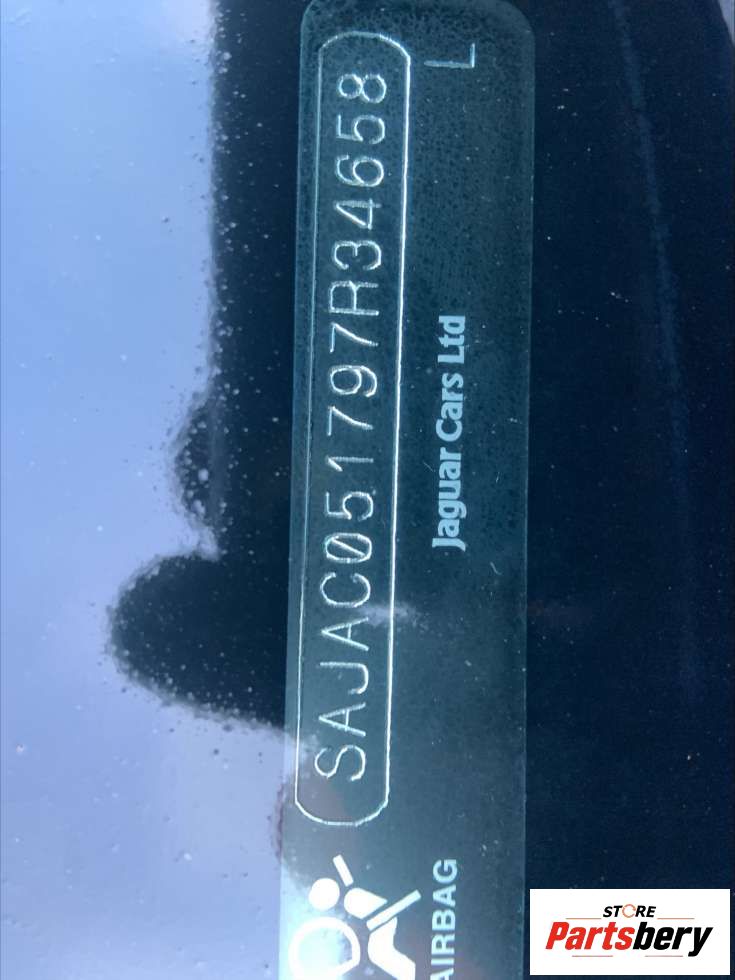 SAJAC051797R34658
L
Jaguar Cars Ltd
AIRBAG
STORE
Partsbery